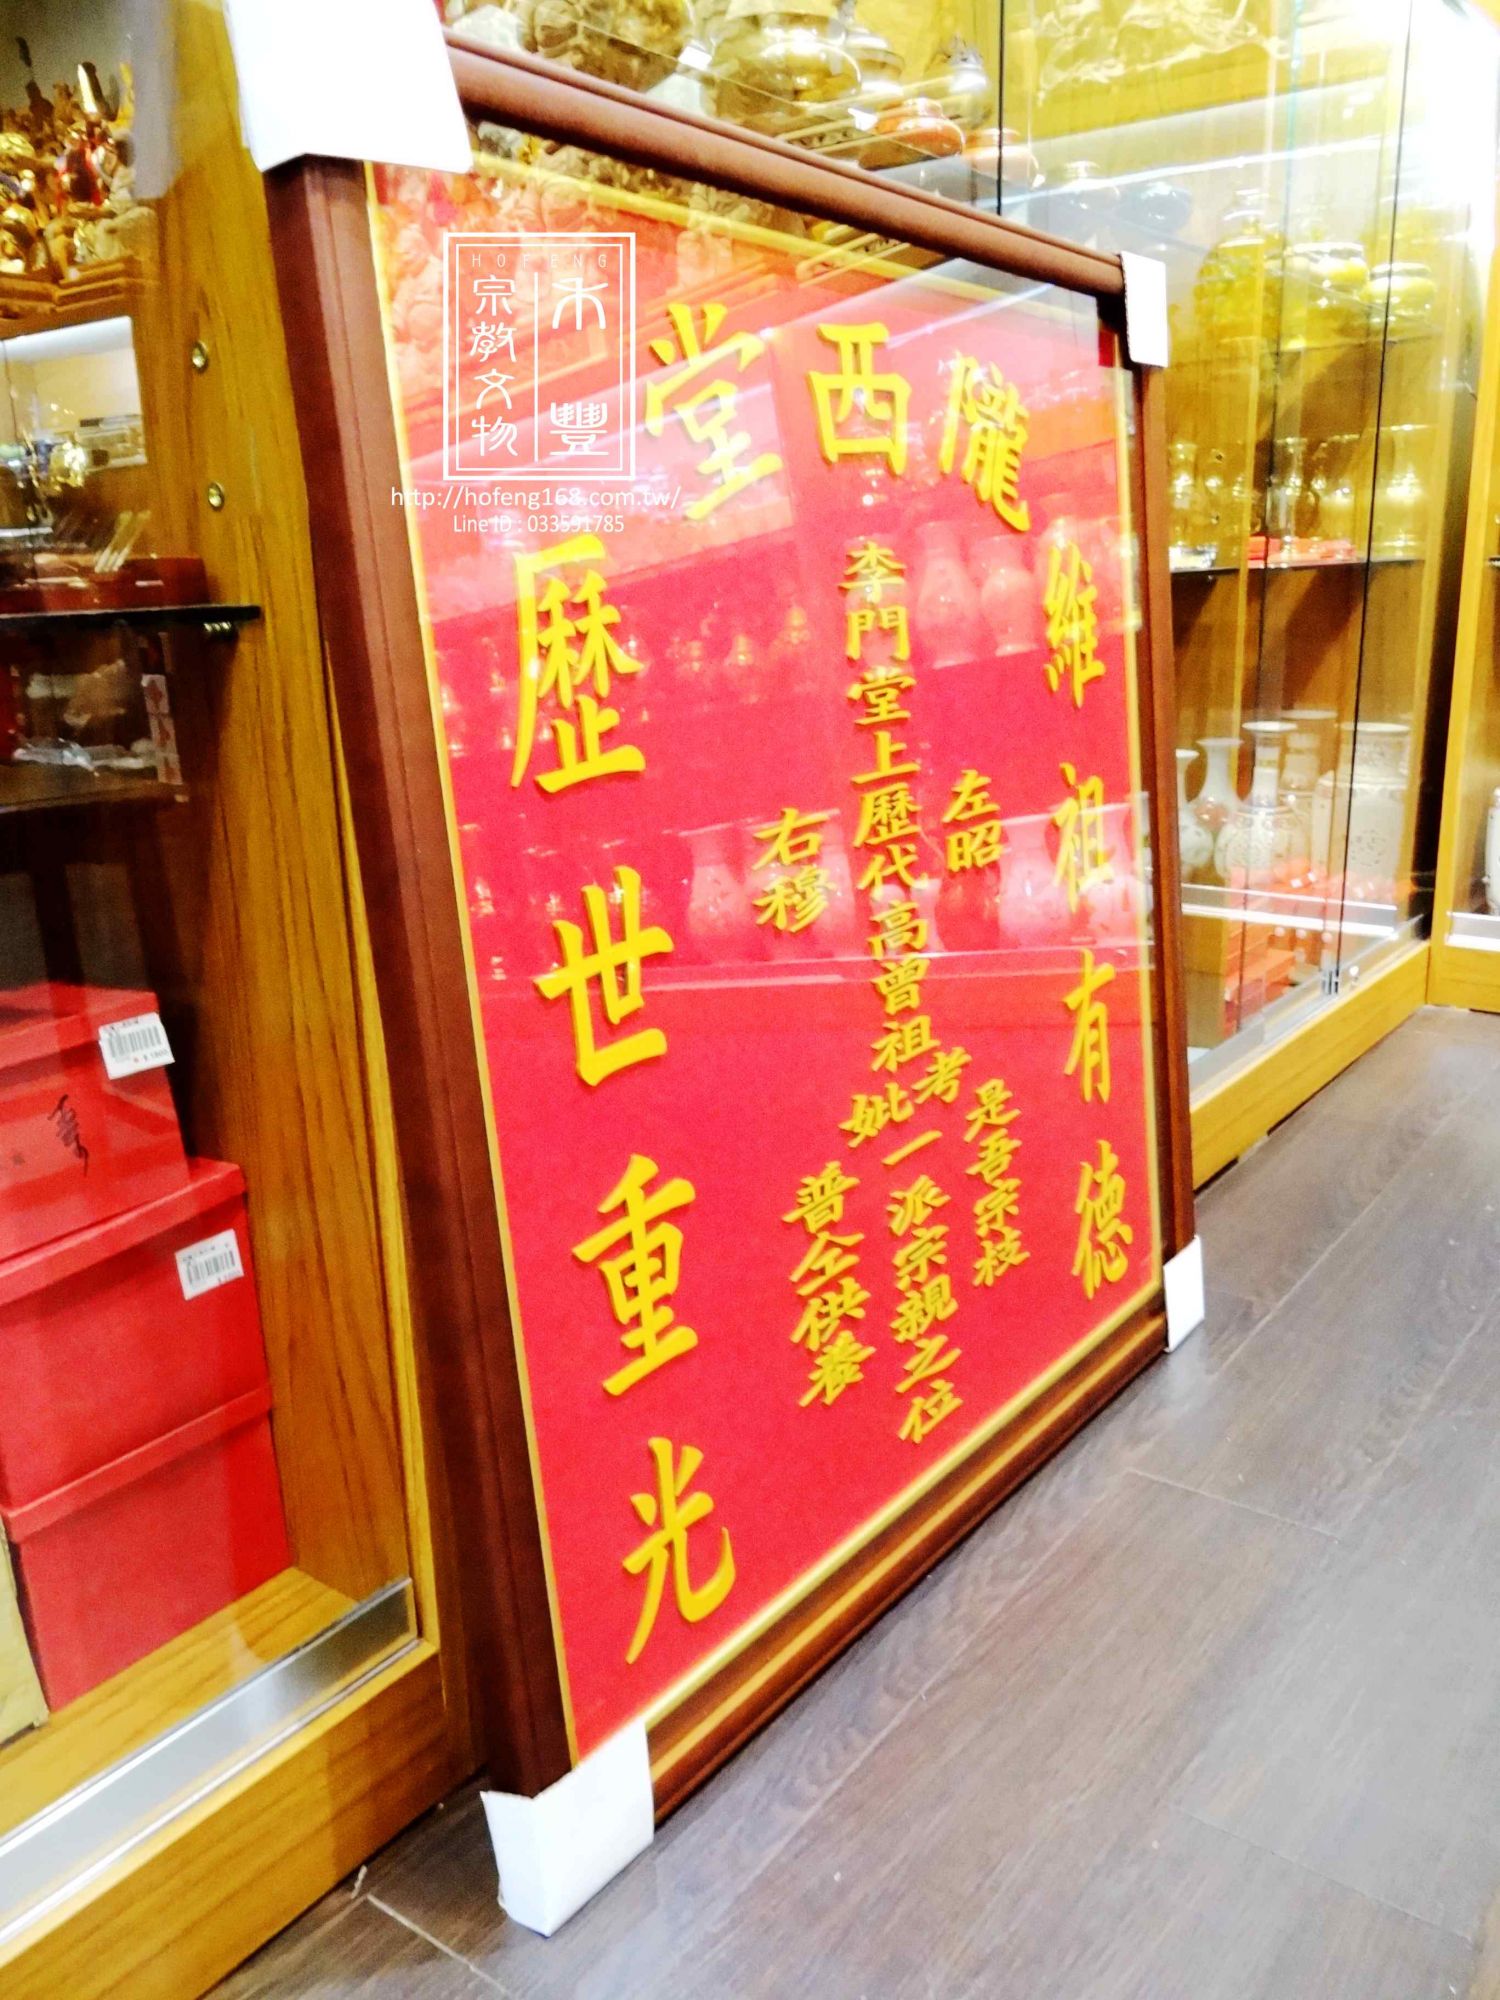 HOFENG
禾豐
宗教文物
http://hofeng168.com.tw/
Line ID : 033591785
隴西堂
維祖有德
是吾宗枝
左昭
李門堂上歷代高曾祖考妣一派宗親之位
右穆
普仝供養
歷世重光